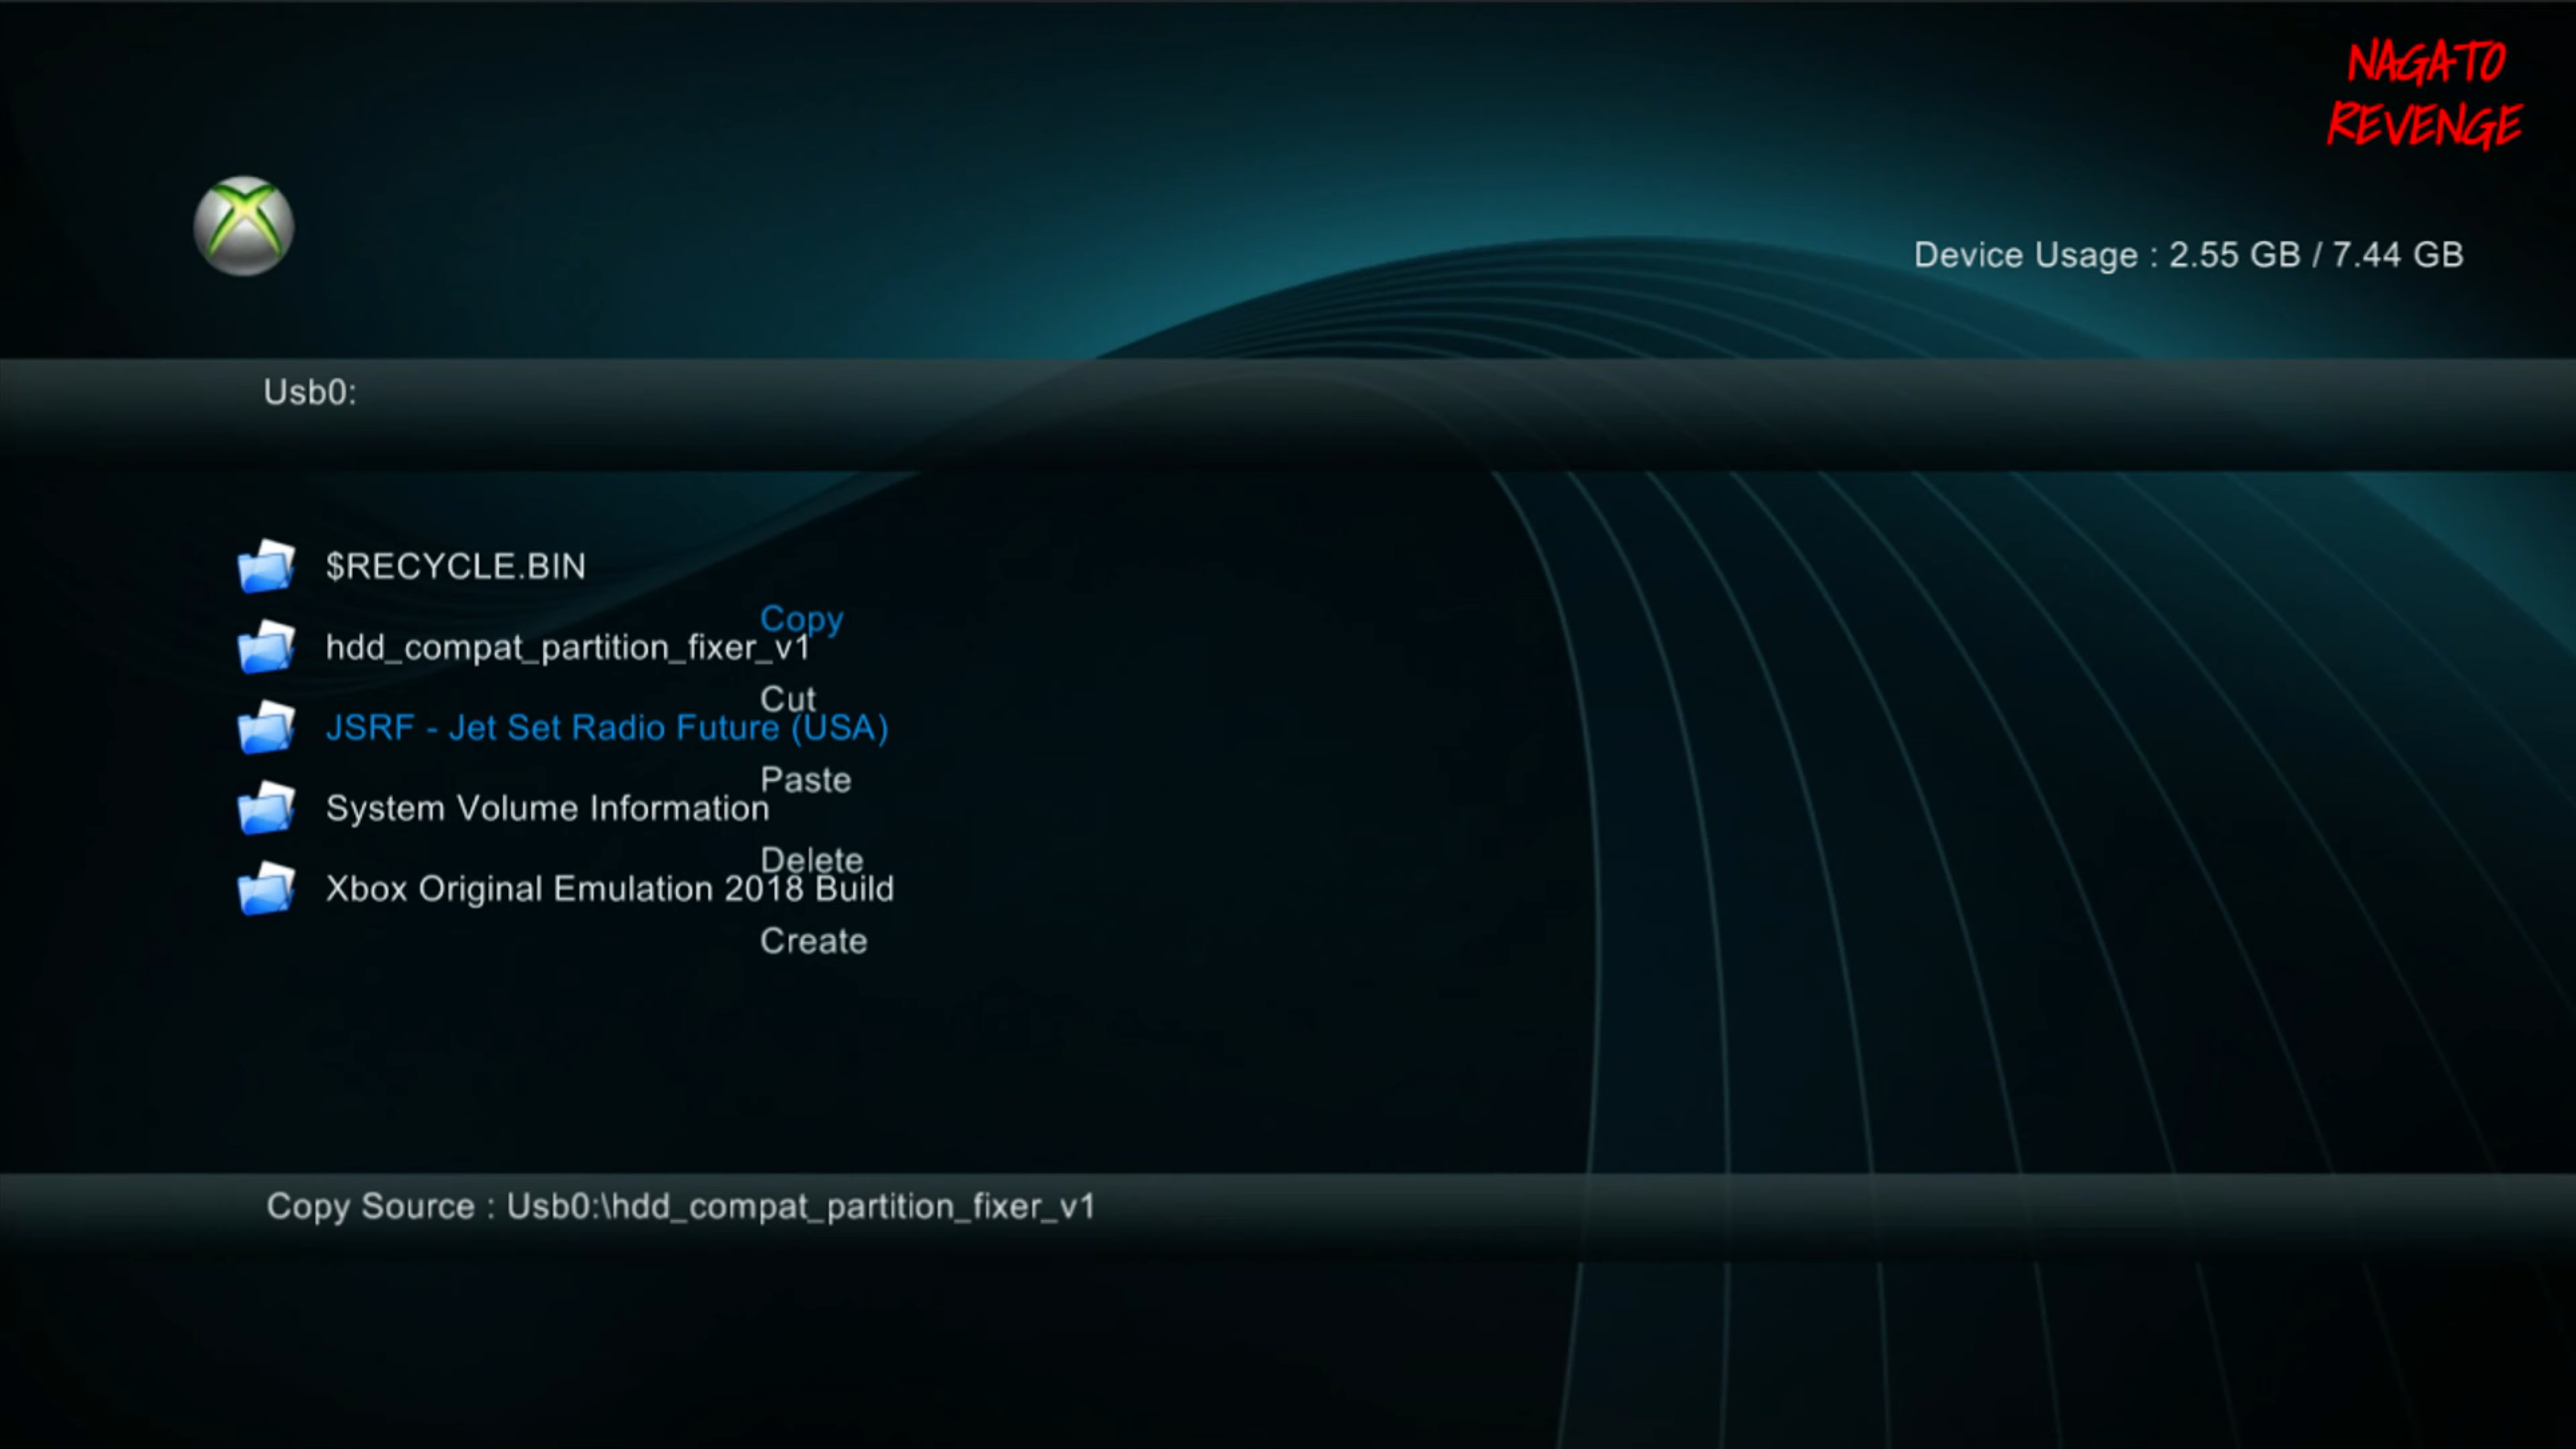 NAGATO
REVENGE
Device Usage : 2.55 GB / 7.44 GB
Usb0:
$RECYCLE.BIN
Copy
hdd_compat_partition_fixer_v1
Cut
JSRF - Jet Set Radio Future (USA)
Paste
System Volume Information
Delete
Xbox Original Emulation 2018 Build
Create
Copy Source : Usb0:\hdd_compat_partition_fixer_v1